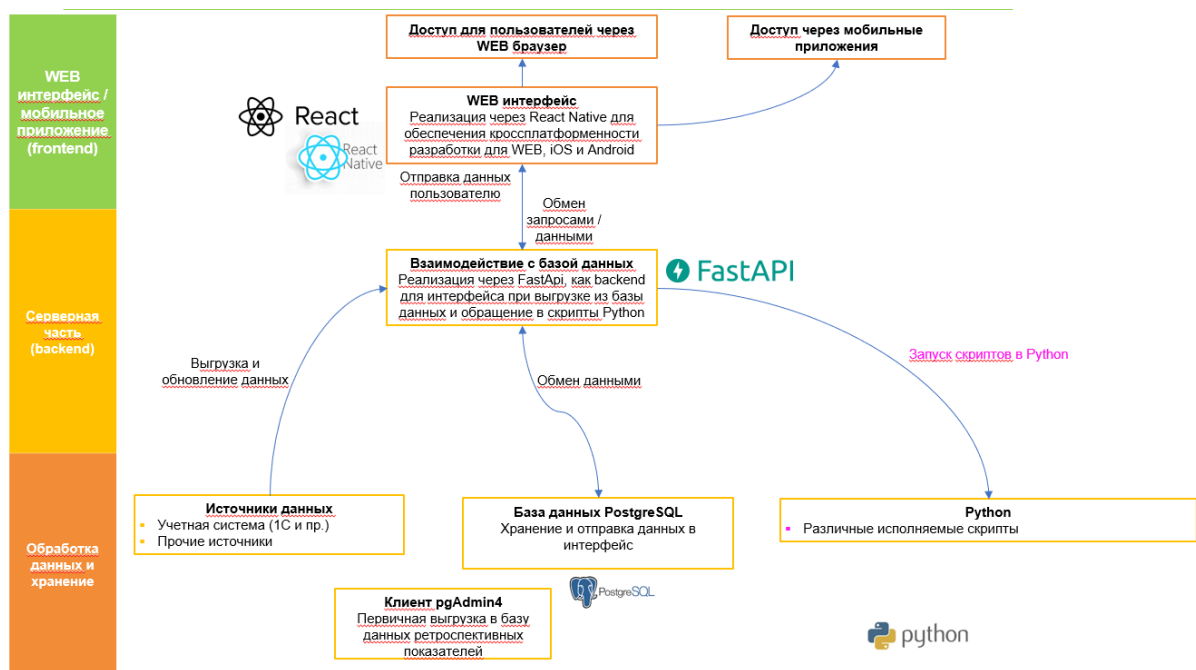 WEB
интерфейс /
мобильное
приложение
(frontend)
Доступ для пользователей через
WEB браузер
Доступ через мобильные
приложения
React
React
Native
WEB интерфейс
Реализация через React Native для
обеспечения кроссплатформенности
разработки для WEB, iOS и Android
Отправка данных
пользователю
Обмен
запросами /
данными
Серверная
часть
(backend)
Взаимодействие с базой данных
Реализация через FastApi, как backend
для интерфейса при выгрузке из базы
данных и обращение в скрипты Python
FastAPI
Выгрузка и
обновление данных
Обмен данными
Запуск скриптов в Python
Обработка
данных и
хранение
Источники данных
Учетная система (1С и пр.)
Прочие источники
База данных PostgreSQL
Хранение и отправка данных в
интерфейс
PostgreSQL
Python
Различные исполняемые скрипты
Клиент pgAdmin4
Первичная выгрузка в базу
данных ретроспективных
показателей
python